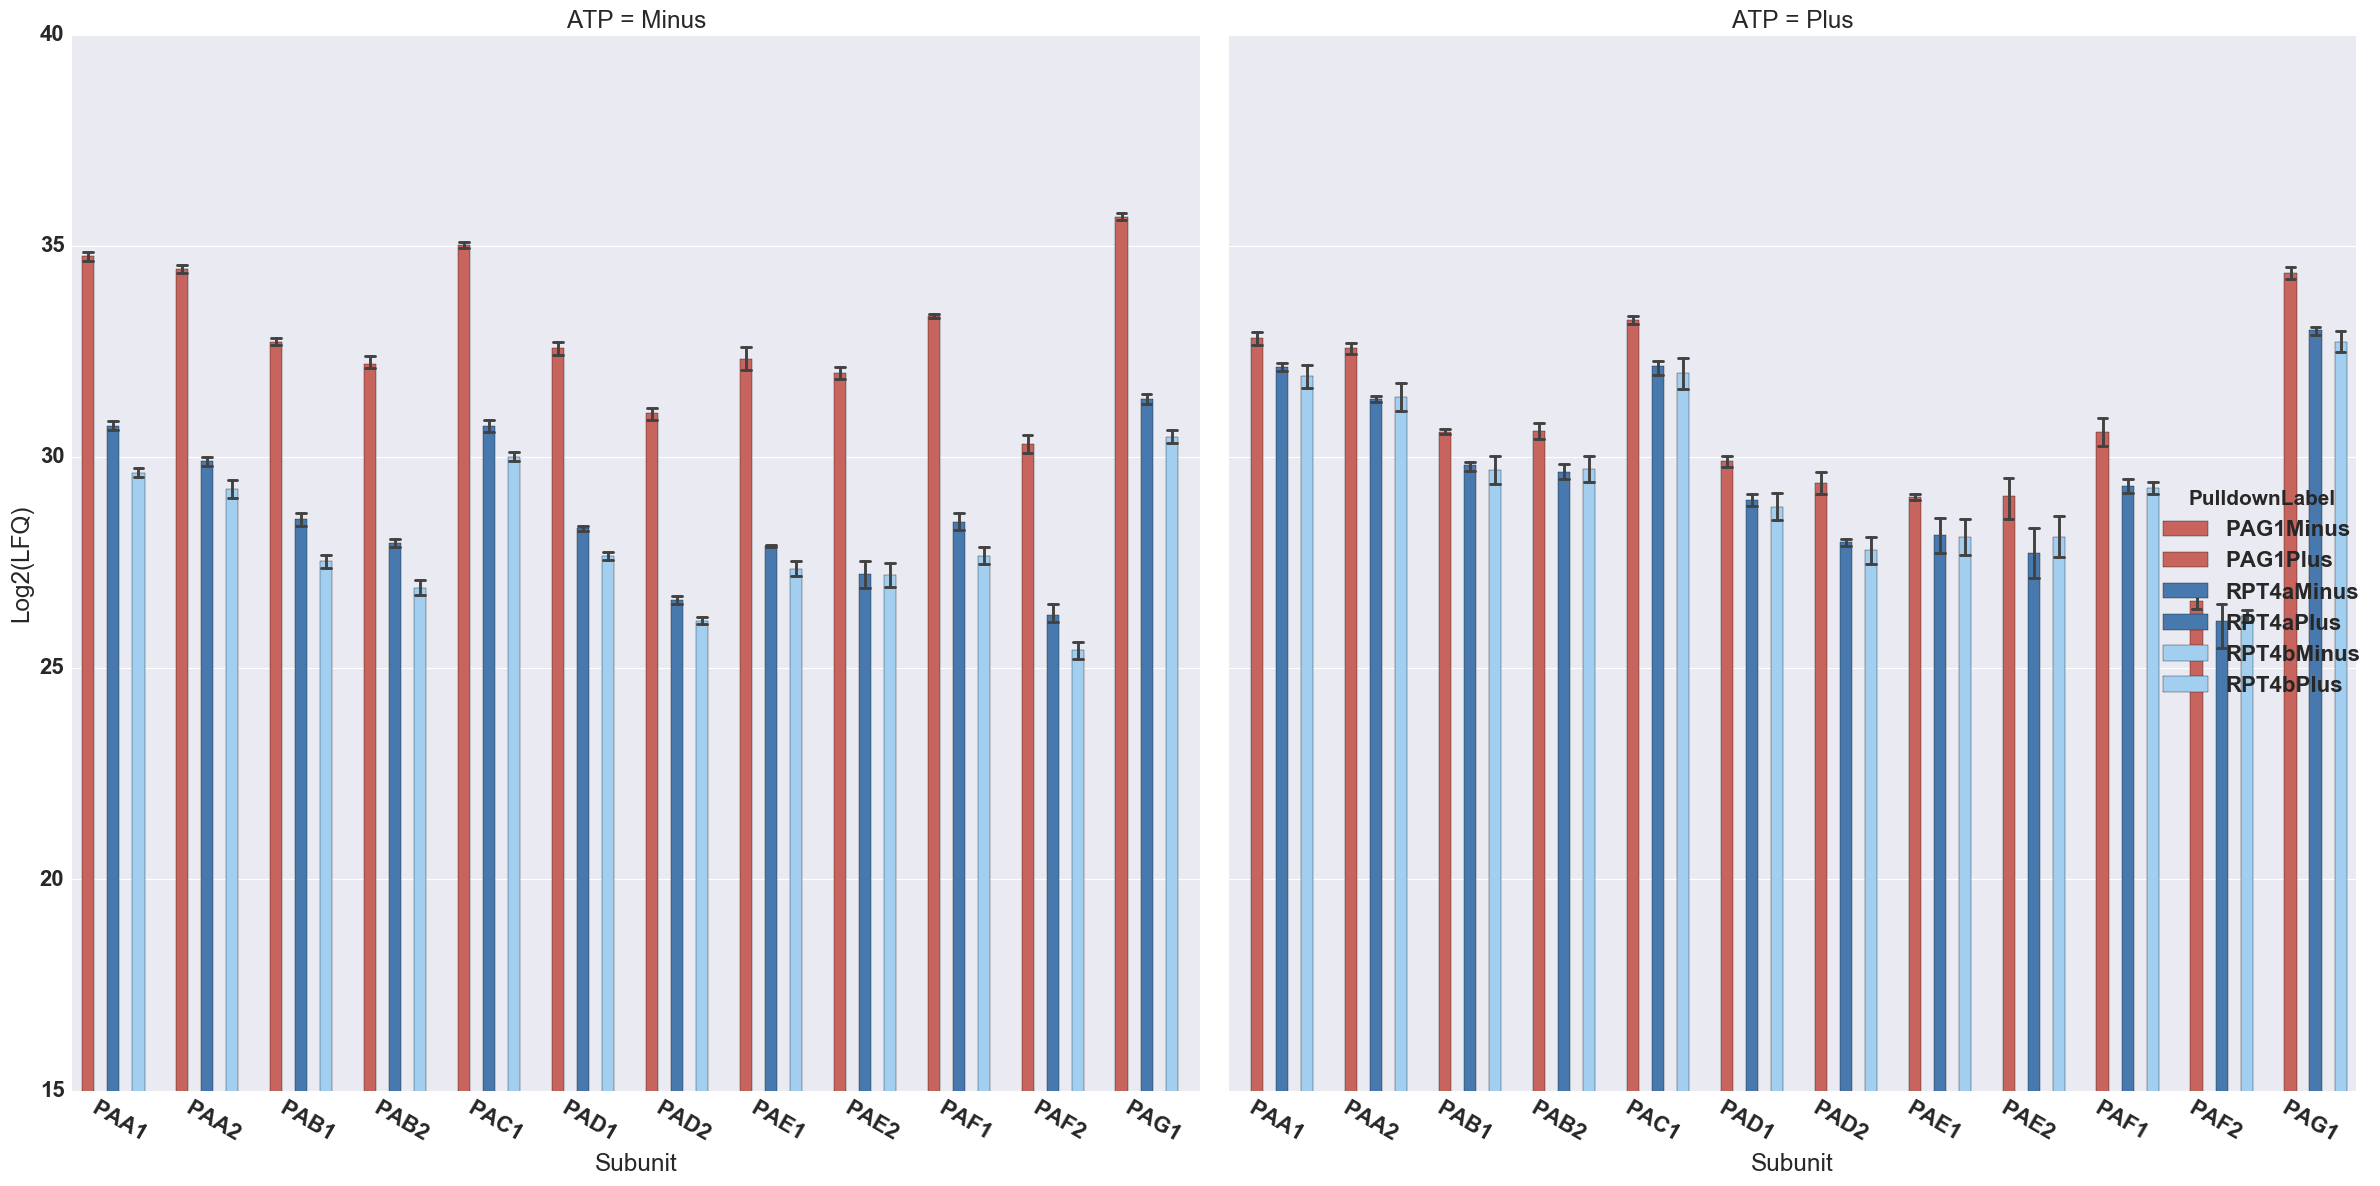 ATP = Minus
ATP = Plus
40
35
30
25
20
15
Log2(LFQ)
PulldownLabel
PAG1Minus
PAG1Plus
RPT4aMinus
RPT4aPlus
RPT4bMinus
RPT4bPlus
PAA1 PAA2 PAB1 PAB2 PAC1 PAD1 PAD2 PAE1 PAE2 PAF1 PAF2 PAG1
PAA1 PAA2 PAB1 PAB2 PAC1 PAD1 PAD2 PAE1 PAE2 PAF1 PAF2 PAG1
Subunit
Subunit